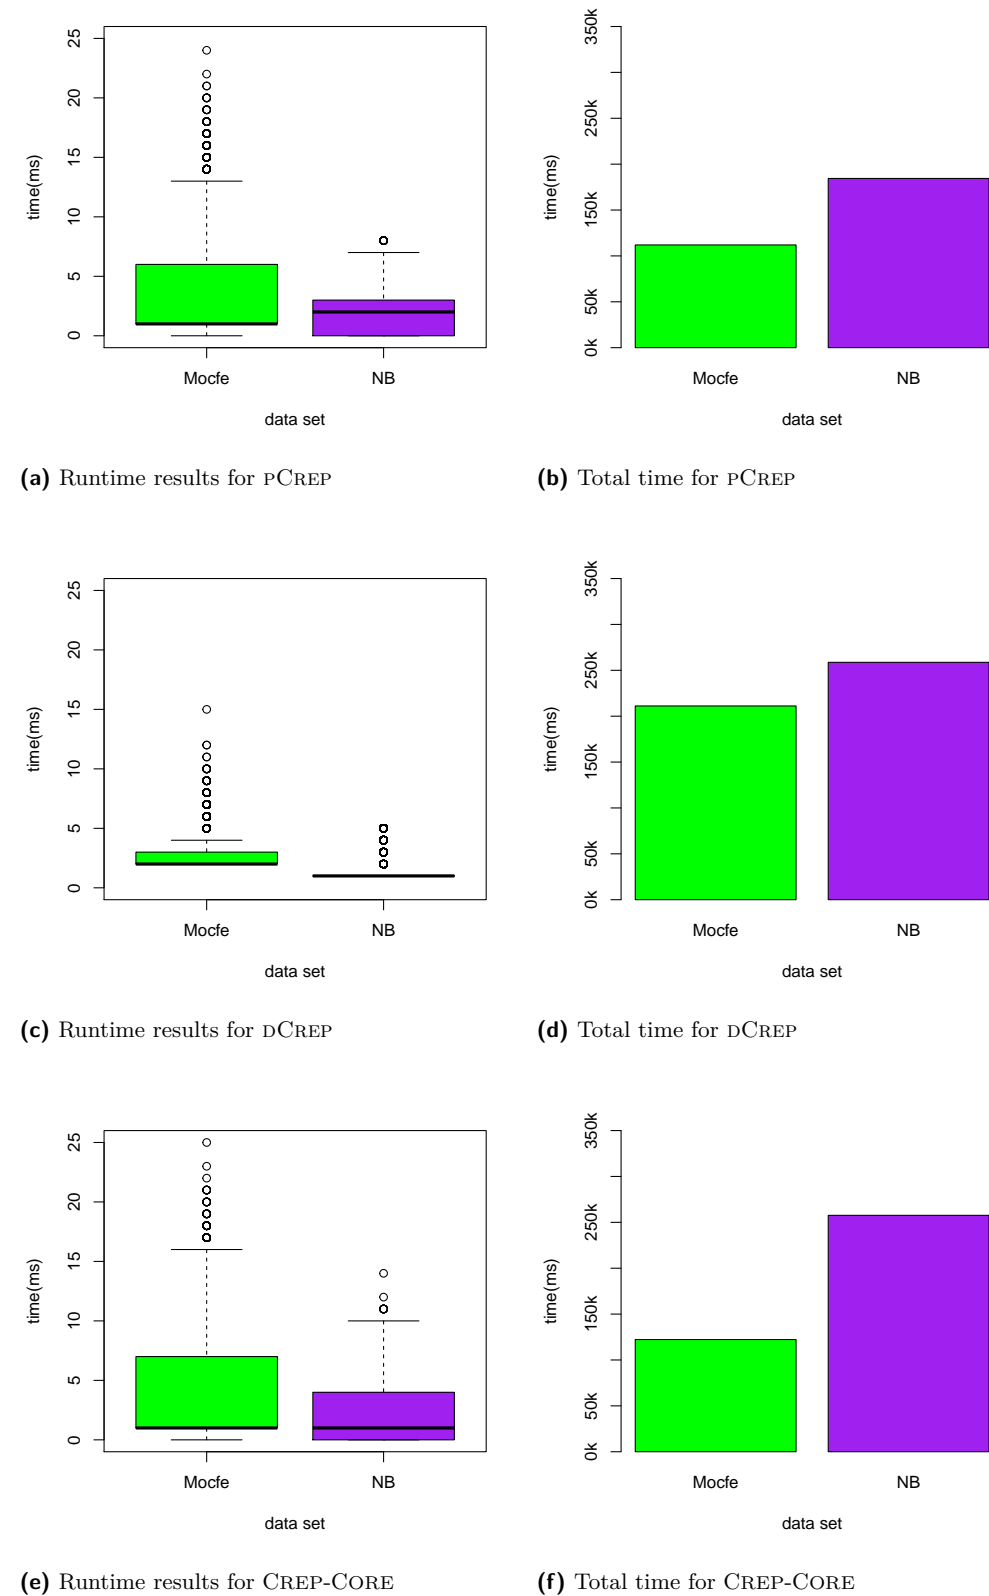 25
20
15
10
5
0
time(ms)
Mocfe NB
data set
350k
250k
150k
50k
0k
time(ms)
Mocfe NB
data set
(a) Runtime results for PCREP
(b) Total time for PCREP
25
20
15
10
5
0
time(ms)
Mocfe NB
data set
350k
250k
150k
50k
0k
time(ms)
Mocfe NB
data set
(c) Runtime results for DCREP
(d) Total time for DCREP
25
20
15
10
5
0
time(ms)
Mocfe NB
data set
350k
250k
150k
50k
0k
time(ms)
Mocfe NB
data set
(e) Runtime results for CREP-CORE
(f) Total time for CREP-CORE